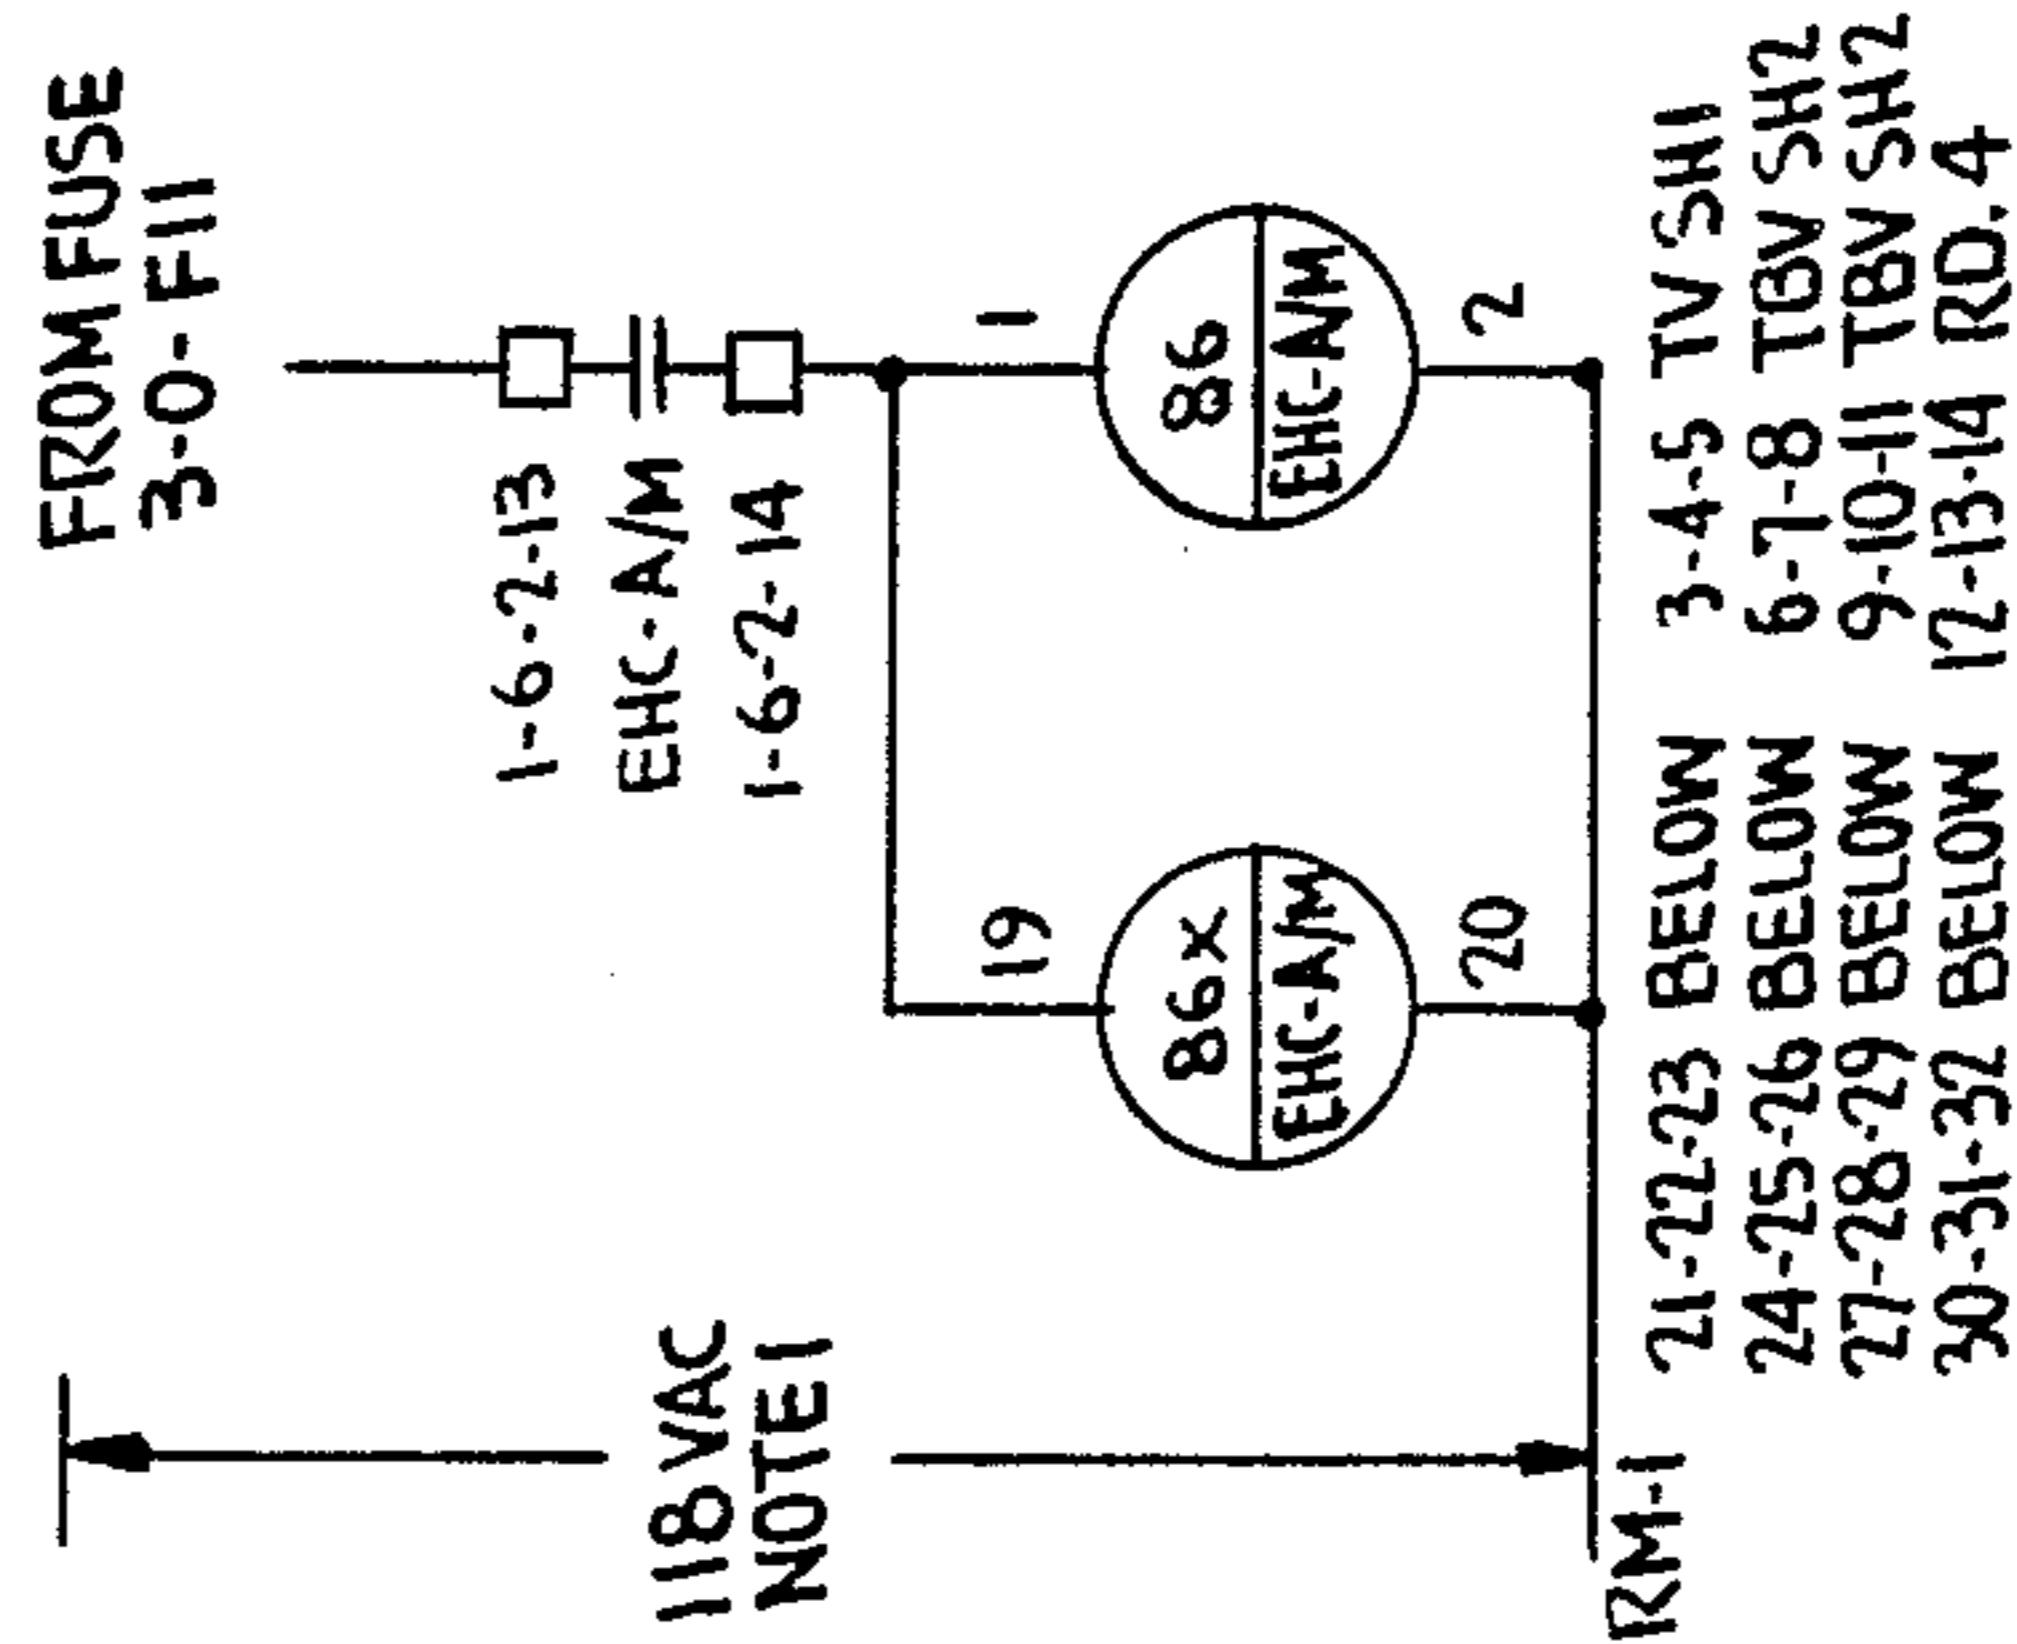 FROM FUSE
3-0-F11
1-6-2-13
EHC-A/M
1-6-2-14
118 VAC
NOTE 1
19
1
86X
EHC-A/M
86
EHC-A/M
20
2
RM-1
21-22-23 BELOW 3-4-5 TV SH1
24-25-26 BELOW 6-7-8 TBV SH2
27-28-29 BELOW 9-10-11 TBV SH2
30-31-32 BELOW 12-13-14 RD. 4